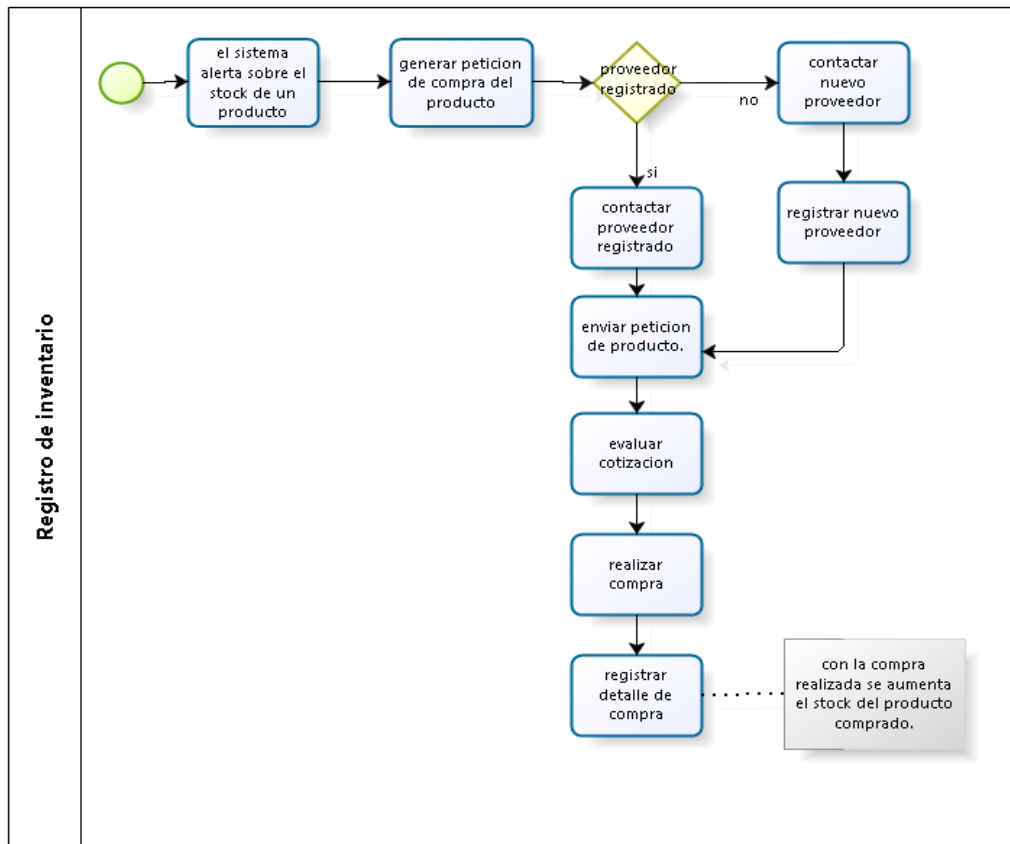 Registro de inventario
el sistema
alerta sobre el
stock de un
producto
generar peticion
de compra del
producto
proveedor
registrado
no
contactar
nuevo
proveedor
si
contactar
proveedor
registrado
registrar nuevo
proveedor
enviar peticion
de producto.
evaluar
cotizacion
realizar
compra
registrar
detalle de
compra
con la compra
realizada se aumenta
el stock del producto
comprado.